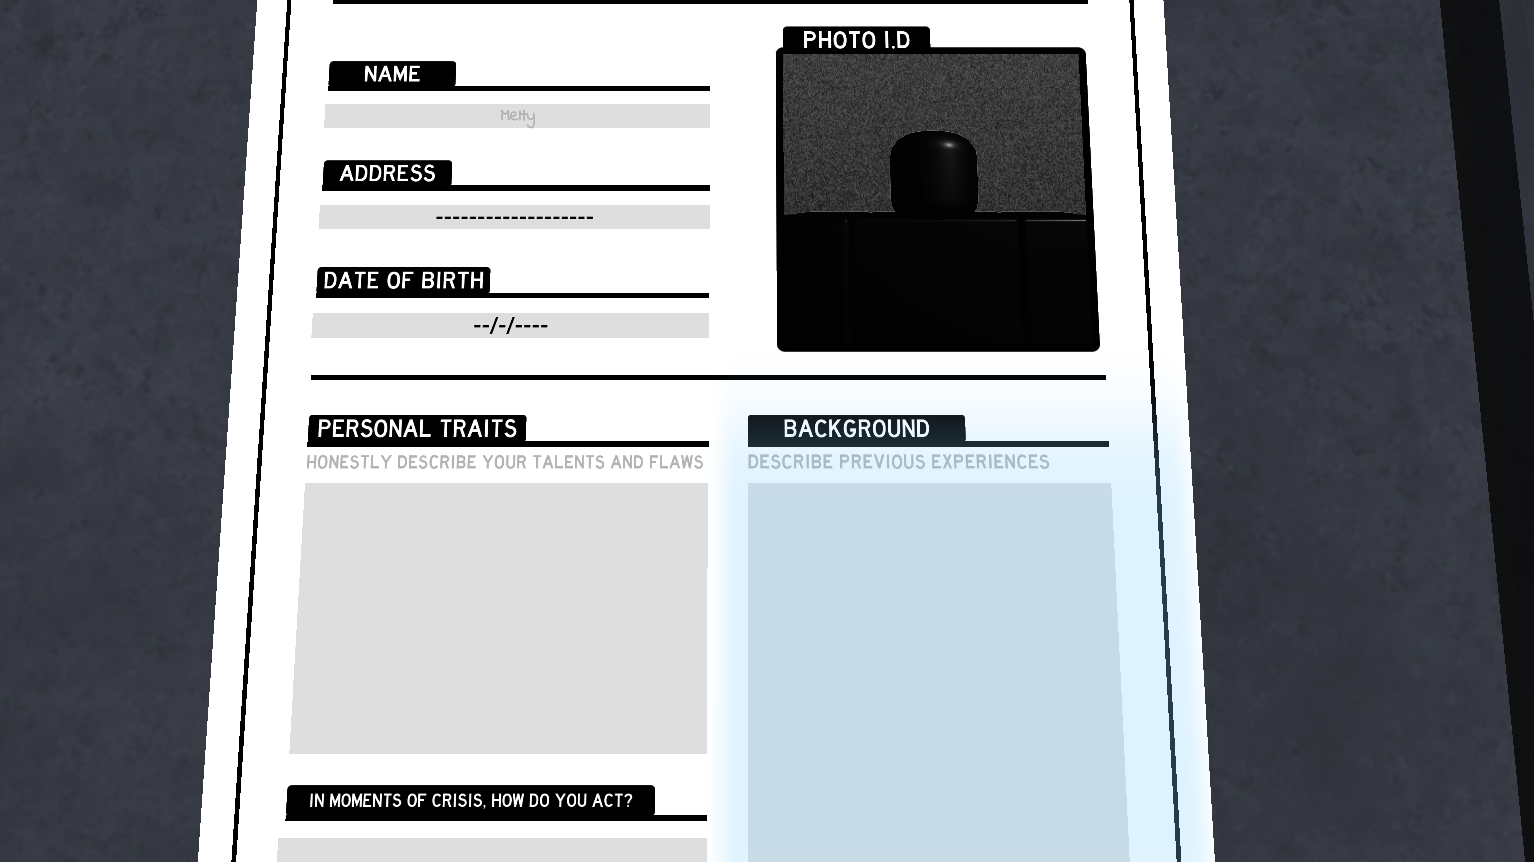 PHOTO I.D
NAME
Melty
ADDRESS
-------------------
DATE OF BIRTH
--/-/----
PERSONAL TRAITS
HONESTLY DESCRIBE YOUR TALENTS AND FLAWS
BACKGROUND
DESCRIBE PREVIOUS EXPERIENCES
IN MOMENTS OF CRISIS, HOW DO YOU ACT?